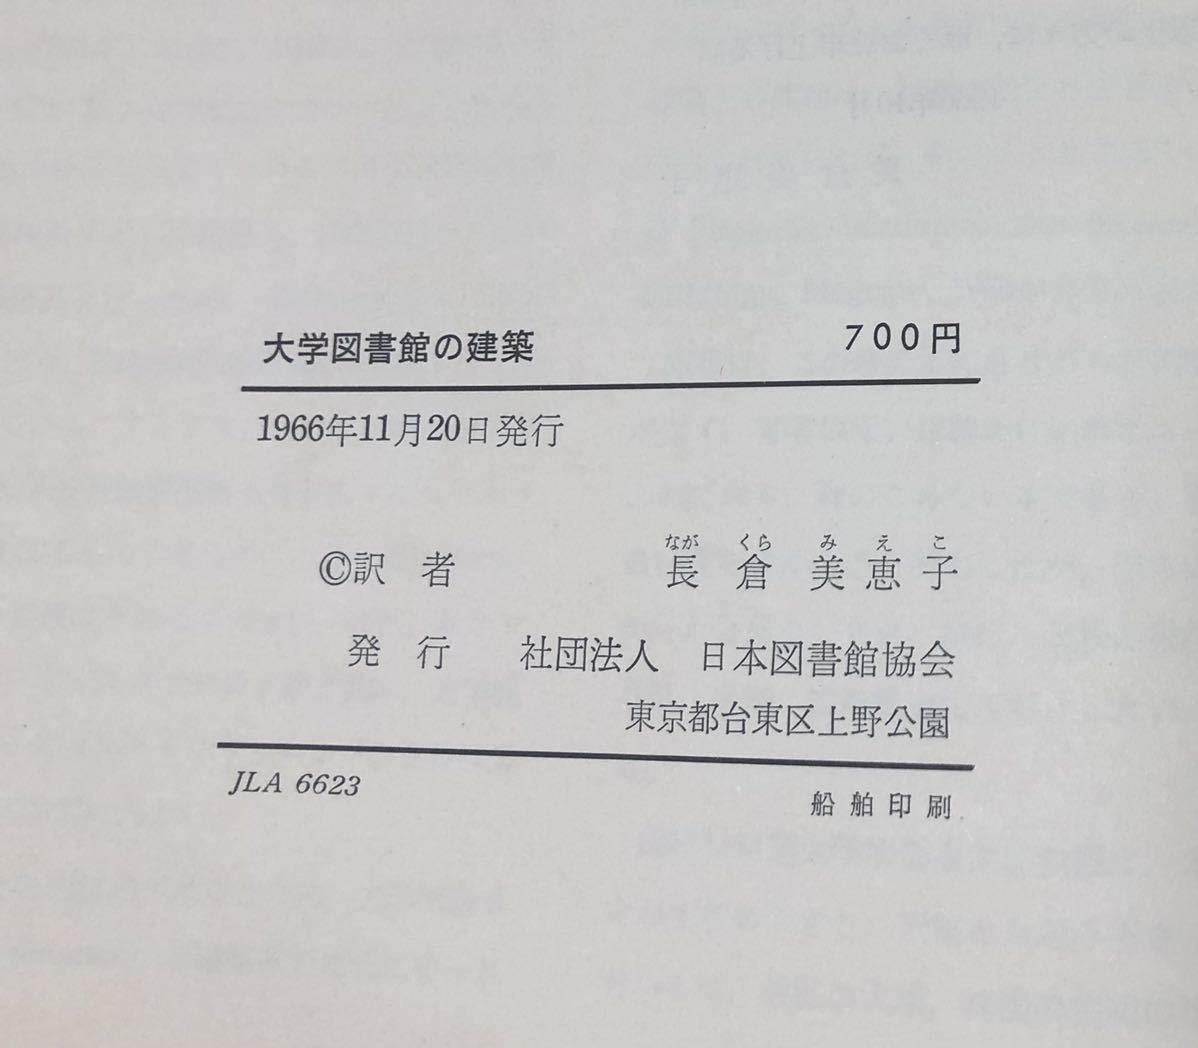 大学図書館の建築 700円
1966年11月20日発行
なが くら み え こ
Ⓒ訳者 長倉美恵子
発行 社団法人 日本図書館協会
東京都台東区上野公園
JLA 6623 船舶印刷